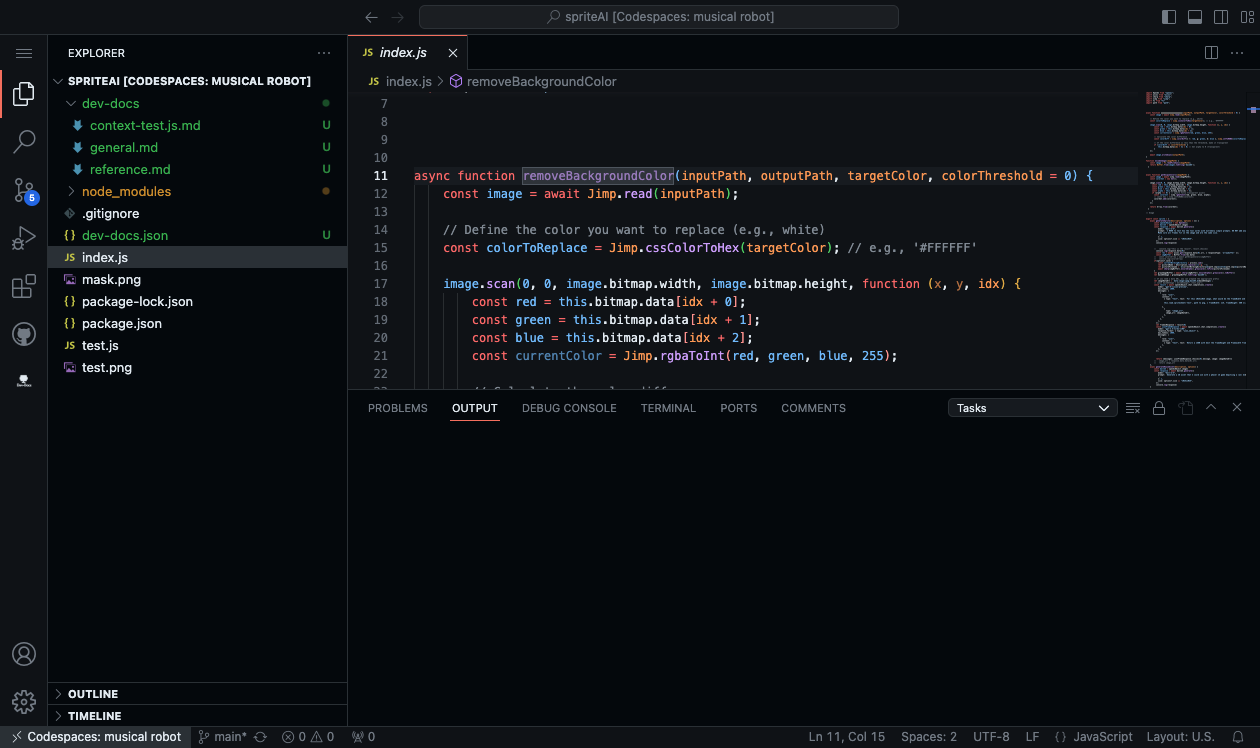 spriteAI [Codespaces: musical robot]
EXPLORER
SPRITEAI [CODESPACES: MUSICAL ROBOT]
dev-docs
context-test.js.md U
general.md U
reference.md U
node_modules
.gitignore
{} dev-docs.json U
JS index.js
mask.png
{} package-lock.json
{} package.json
JS test.js
test.png
OUTLINE
TIMELINE
5
Dev-Docs
JS index.js
JS index.js > removeBackgroundColor
7
8
9
10
11 async function removeBackgroundColor(inputPath, outputPath, targetColor, colorThreshold = 0) {
12 const image = await Jimp.read(inputPath);
13
14 // Define the color you want to replace (e.g., white)
15 const colorToReplace = Jimp.cssColorToHex(targetColor); // e.g., '#FFFFFF'
16
17 image.scan(0, 0, image.bitmap.width, image.bitmap.height, function (x, y, idx) {
18 const red = this.bitmap.data[idx + 0];
19 const green = this.bitmap.data[idx + 1];
20 const blue = this.bitmap.data[idx + 2];
21 const currentColor = Jimp.rgbaToInt(red, green, blue, 255);
22
PROBLEMS OUTPUT DEBUG CONSOLE TERMINAL PORTS COMMENTS Tasks
Codespaces: musical robot main* 0 0 0 Ln 11, Col 15 Spaces: 2 UTF-8 LF {} JavaScript Layout: U.S.